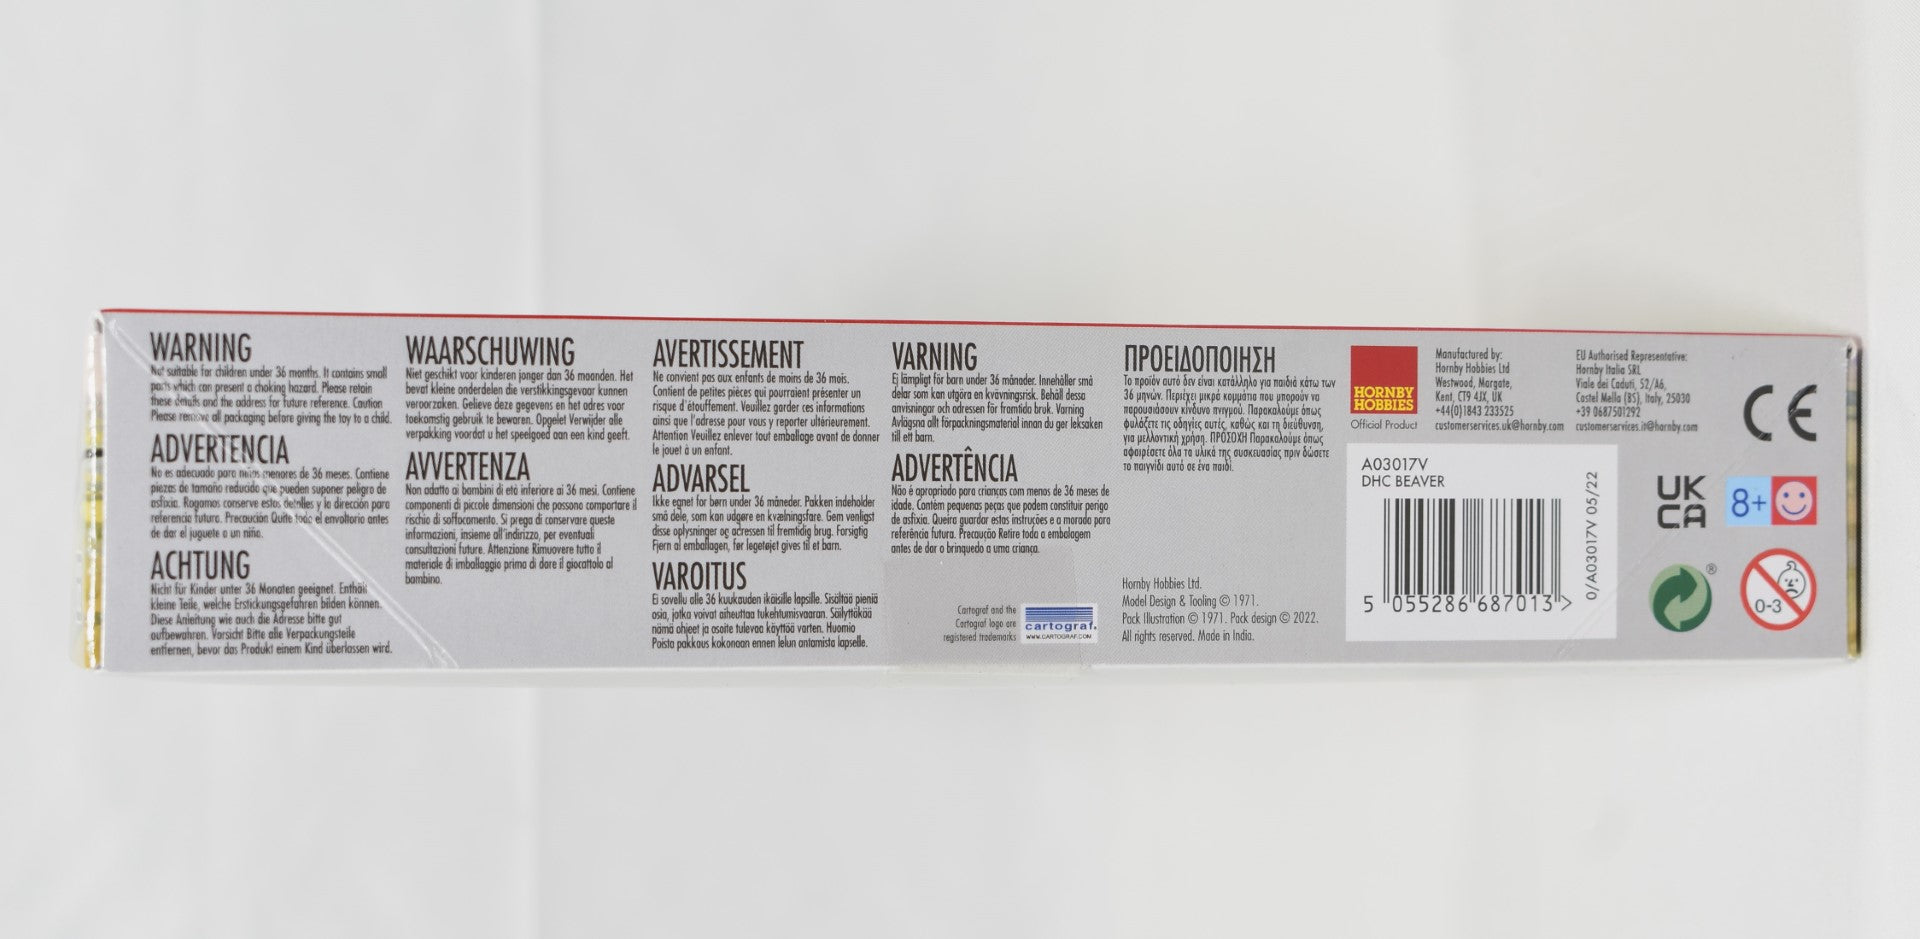 WARNING
Not suitable for children under 36 months. It contains small
parts which can present a choking hazard. Please retain
these details and the address for future reference. Caution
Please remove all packaging before giving the toy to a child.
ADVERTENCIA
No es adecuado para niños menores de 36 meses. Contiene
piezas de tamaño reducido que pueden suponer peligro de
asfixia. Rogamos conserve estos detalles y la dirección para
referencia futura. Precaución Quite todo el envoltorio antes
de dar el juguete a un niño.
ACHTUNG
Nicht für Kinder unter 36 Monaten geeignet. Enthält
kleine Teile, welche Erstickungsgefahren bilden können.
Diese Anleitung wie auch die Adresse bitte gut
aufbewahren. Vorsicht Bitte alle Verpackungsteile
entfernen, bevor das Produkt einem Kind überlassen wird.
WAARSCHUWING
Niet geschikt voor kinderen jonger dan 36 maanden. Het
bevat kleine onderdelen die verstikkingsgevaar kunnen
veroorzaken. Gelieve deze gegevens en het adres voor
toekomstig gebruik te bewaren. Opgelet Verwijder alle
verpakking voordat u het speelgoed aan een kind geeft.
AVVERTENZA
Non adatto ai bambini di età inferiore ai 36 mesi. Contiene
componenti di piccole dimensioni che possono comportare il
rischio di soffocamento. Si prega di conservare queste
informazioni, insieme all'indirizzo, per eventuali
consultazioni future. Attenzione Rimuovere tutto il
materiale di imballaggio prima di dare il giocattolo al
bambino.
AVERTISSEMENT
Ne convient pas aux enfants de moins de 36 mois.
Contient de petites pièces qui pourraient présenter un
risque d'étouffement. Veuillez garder ces informations
ainsi que l'adresse pour vous y reporter ultérieurement.
Attention Veuillez enlever tout emballage avant de donner
le jouet à un enfant.
ADVARSEL
Ikke egnet for børn under 36 måneder. Pakken indeholder
små dele, som kan udgøre en kvælningsfare. Gem venligst
disse oplysninger og adressen til fremtidig brug. Forsigtig
Fjern al emballagen, før legetøjet gives til et barn.
VAROITUS
Ei sovellu alle 36 kuukauden ikäisille lapsille. Sisältää pieniä
osia, jotka voivat aiheuttaa tukehtumisvaaran. Säilyttäkää
nämä ohjeet ja osoite tulevaa käyttöä varten. Huomio
Poista pakkaus kokonaan ennen lelun antamista lapselle.
VARNING
Ej lämpligt för barn under 36 månader. Innehåller små
delar som kan utgöra en kvävningsrisk. Behåll dessa
anvisningar och adressen för framtida bruk. Varning
Avlägsna allt förpackningsmaterial innan du ger leksaken
till ett barn.
ADVERTÊNCIA
Não é apropriado para crianças com menos de 36 meses de
idade. Contém pequenas peças que podem constituir perigo
de asfixia. Queira guardar estas instruções e a morada para
referência futura. Precaução Retire toda a embalagem
antes de dar o brinquedo a uma criança.
Cartograf and the
Cartograf logo are
registered trademarks
cartograf.
WWW.CARTOGRAF.COM
ΠΡΟΕΙΔΟΠΟΙΗΣΗ
Το προϊόν αυτό δεν είναι κατάλληλο για παιδιά κάτω των
36 μηνών. Περιέχει μικρά κομμάτια που μπορούν να
παρουσιάσουν κίνδυνο πνιγμού. Παρακαλούμε όπως
φυλάξετε τις οδηγίες αυτές, καθώς και τη διεύθυνση,
για μελλοντική χρήση. ΠΡΟΣΟΧΗ Παρακαλούμε όπως
αφαιρέσετε όλα τα υλικά της συσκευασίας πριν δώσετε
το παιγνίδι αυτό σε ένα παιδί.
Hornby Hobbies Ltd.
Model Design & Tooling © 1971.
Pack Illustration © 1971. Pack design © 2022.
All rights reserved. Made in India.
HORNBY
HOBBIES
Official Product
Manufactured by:
Hornby Hobbies Ltd
Westwood, Margate,
Kent, CT9 4JX, UK
+44(0)1843 233525
customerservices.uk@hornby.com
EU Authorised Representative:
Hornby Italia SRL
Viale dei Caduti, 52/A6,
Castel Mella (BS), Italy, 25030
+39 0687501292
customerservices.it@hornby.com
CE
A03017V
DHC BEAVER
5 055286 687013 >
0/A03017V 05/22
UK
CA
8+
®
0-3